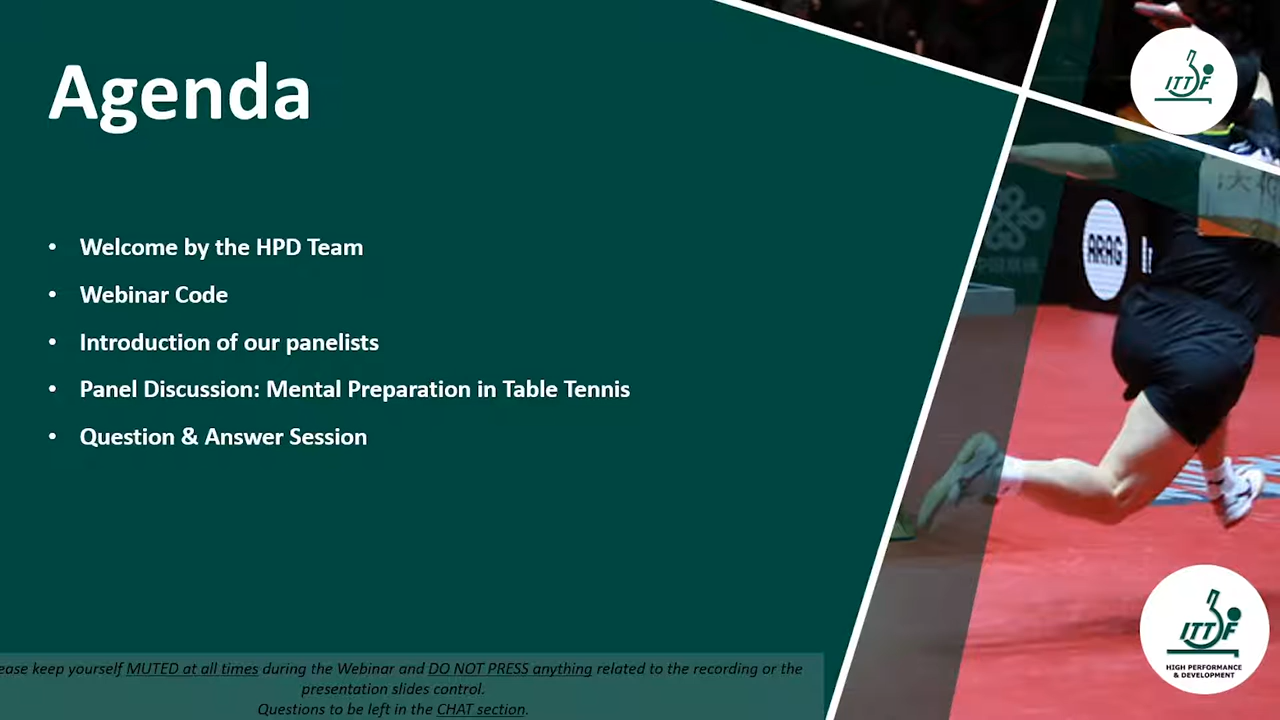 Agenda
• Welcome by the HPD Team
• Webinar Code
• Introduction of our panelists
• Panel Discussion: Mental Preparation in Table Tennis
• Question & Answer Session
keep yourself MUTED at all times during the Webinar and DO NOT PRESS anything related to the recording or the
presentation slides control.
Questions to be left in the CHAT section.
ITTF
ARAG
ITTF
HIGH PERFORMANCE
& DEVELOPMENT